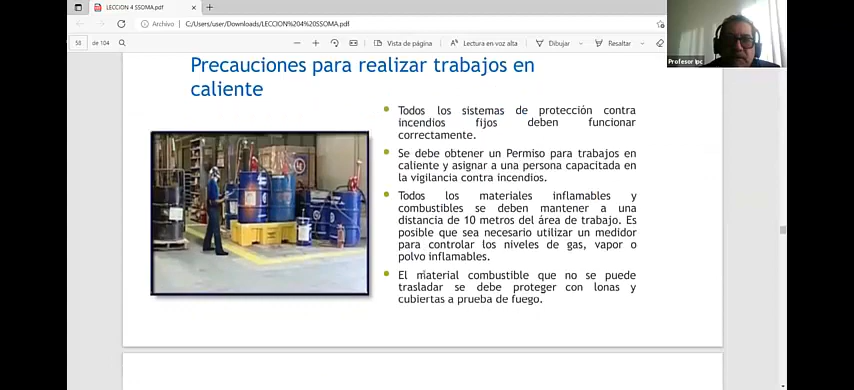 LECCION 4 SSOMA.pdf
Archivo
C:/Users/user/Downloads/LECCION%204%20SSOMA.pdf
58
de 104
Vista de página
Lectura en voz alta
Dibujar
Resaltar
Profesor Ipc
Precauciones para realizar trabajos en
caliente
Todos los sistemas de protección contra
incendios fijos deben funcionar
correctamente.
Se debe obtener un Permiso para trabajos en
caliente y asignar a una persona capacitada en
la vigilancia contra incendios.
Todos los materiales inflamables y
combustibles se deben mantener a una
distancia de 10 metros del área de trabajo. Es
posible que sea necesario utilizar un medidor
para controlar los niveles de gas, vapor o
polvo inflamables.
El material combustible que no se puede
trasladar se debe proteger con lonas y
cubiertas a prueba de fuego.